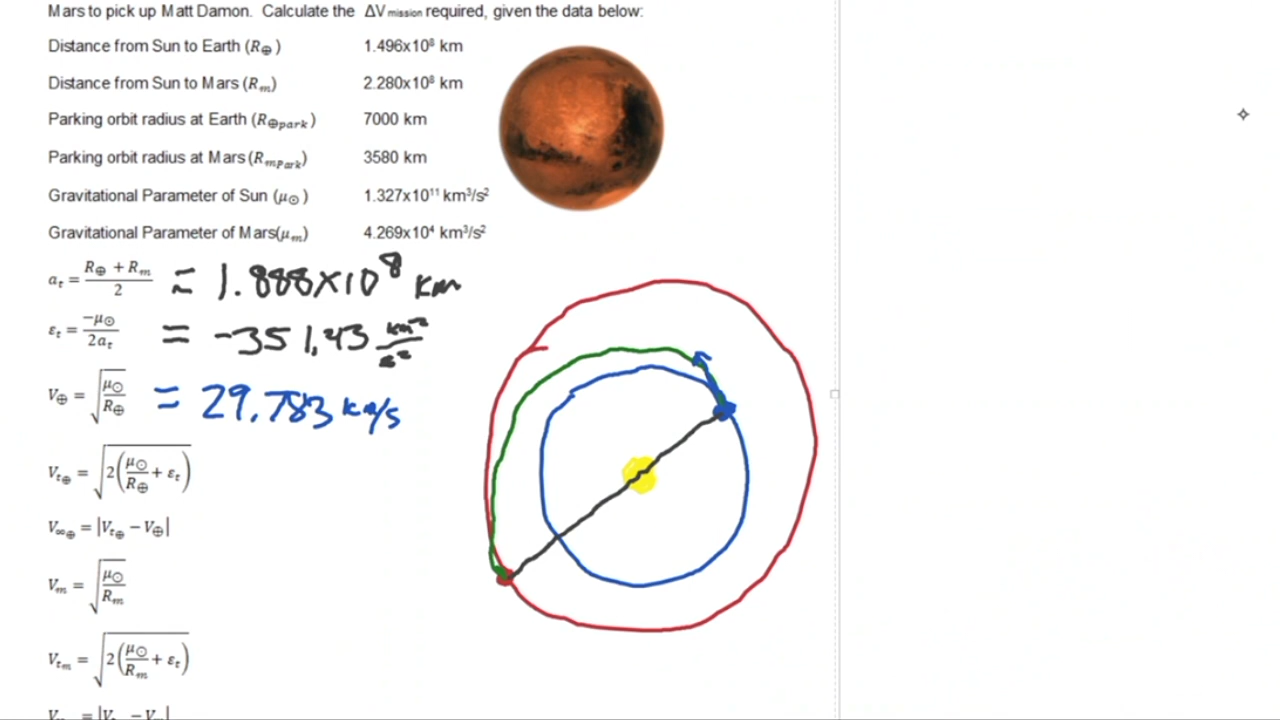 Mars to pick up Matt Damon. Calculate the ΔV mission required, given the data below:
Distance from Sun to Earth (R⊕) 1.496x10⁸ km
Distance from Sun to Mars (Rₘ) 2.280x10⁸ km
Parking orbit radius at Earth (R⊕park) 7000 km
Parking orbit radius at Mars (RmPark) 3580 km
Gravitational Parameter of Sun (μ⊙) 1.327x10¹¹ km³/s²
Gravitational Parameter of Mars(μₘ) 4.269x10⁴ km³/s²
aₜ = (R⊕ + Rₘ)/2 = 1.888X10⁸ km
εₜ = -μ⊙/2aₜ = -351.43 km²/s²
V⊕ = √(μ⊙/R⊕) = 29.783 km/s
Vt⊕ = √(2(μ⊙/R⊕ + εₜ))
V∞⊕ = |Vt⊕ − V⊕|
Vₘ = √(μ⊙/Rₘ)
Vtₘ = √(2(μ⊙/Rₘ + εₜ))